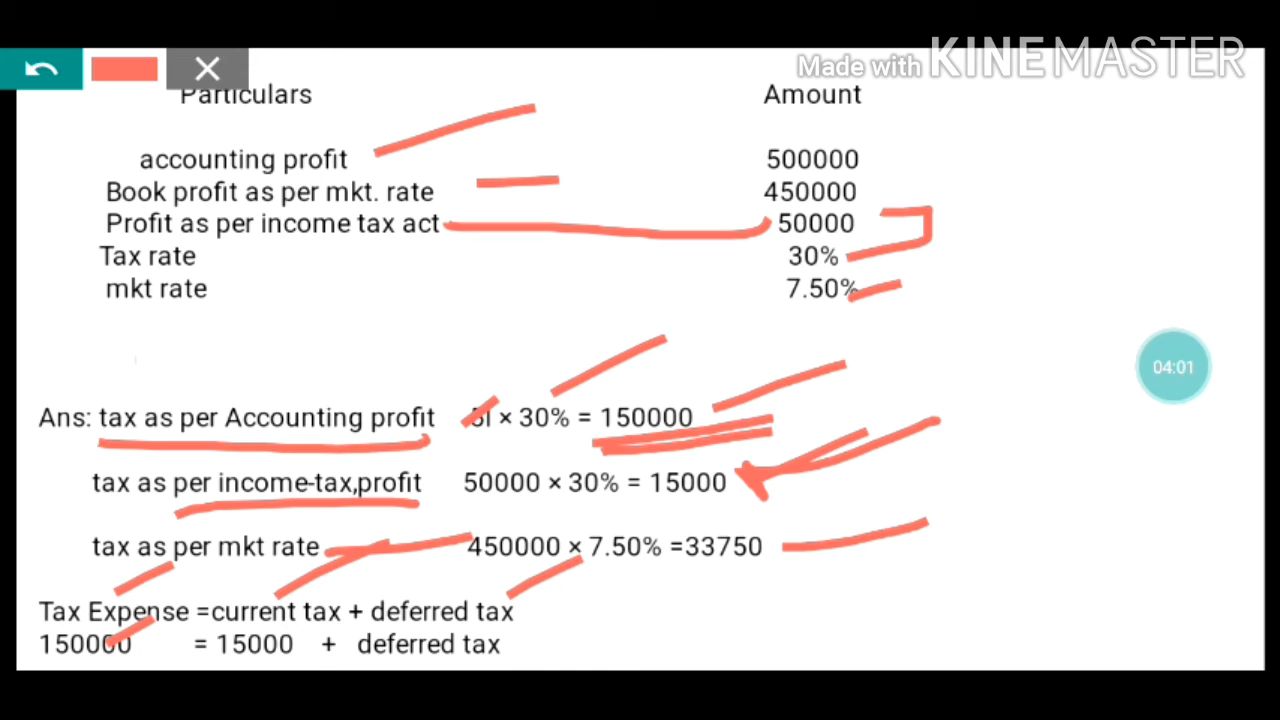 Made with KINEMASTER
Particulars Amount
accounting profit 500000
Book profit as per mkt. rate 450000
Profit as per income tax act 50000
Tax rate 30%
mkt rate 7.50%
04:01
Ans: tax as per Accounting profit 5l × 30% = 150000
tax as per income-tax,profit 50000 × 30% = 15000
tax as per mkt rate 450000 × 7.50% =33750
Tax Expense =current tax + deferred tax
150000 = 15000 + deferred tax